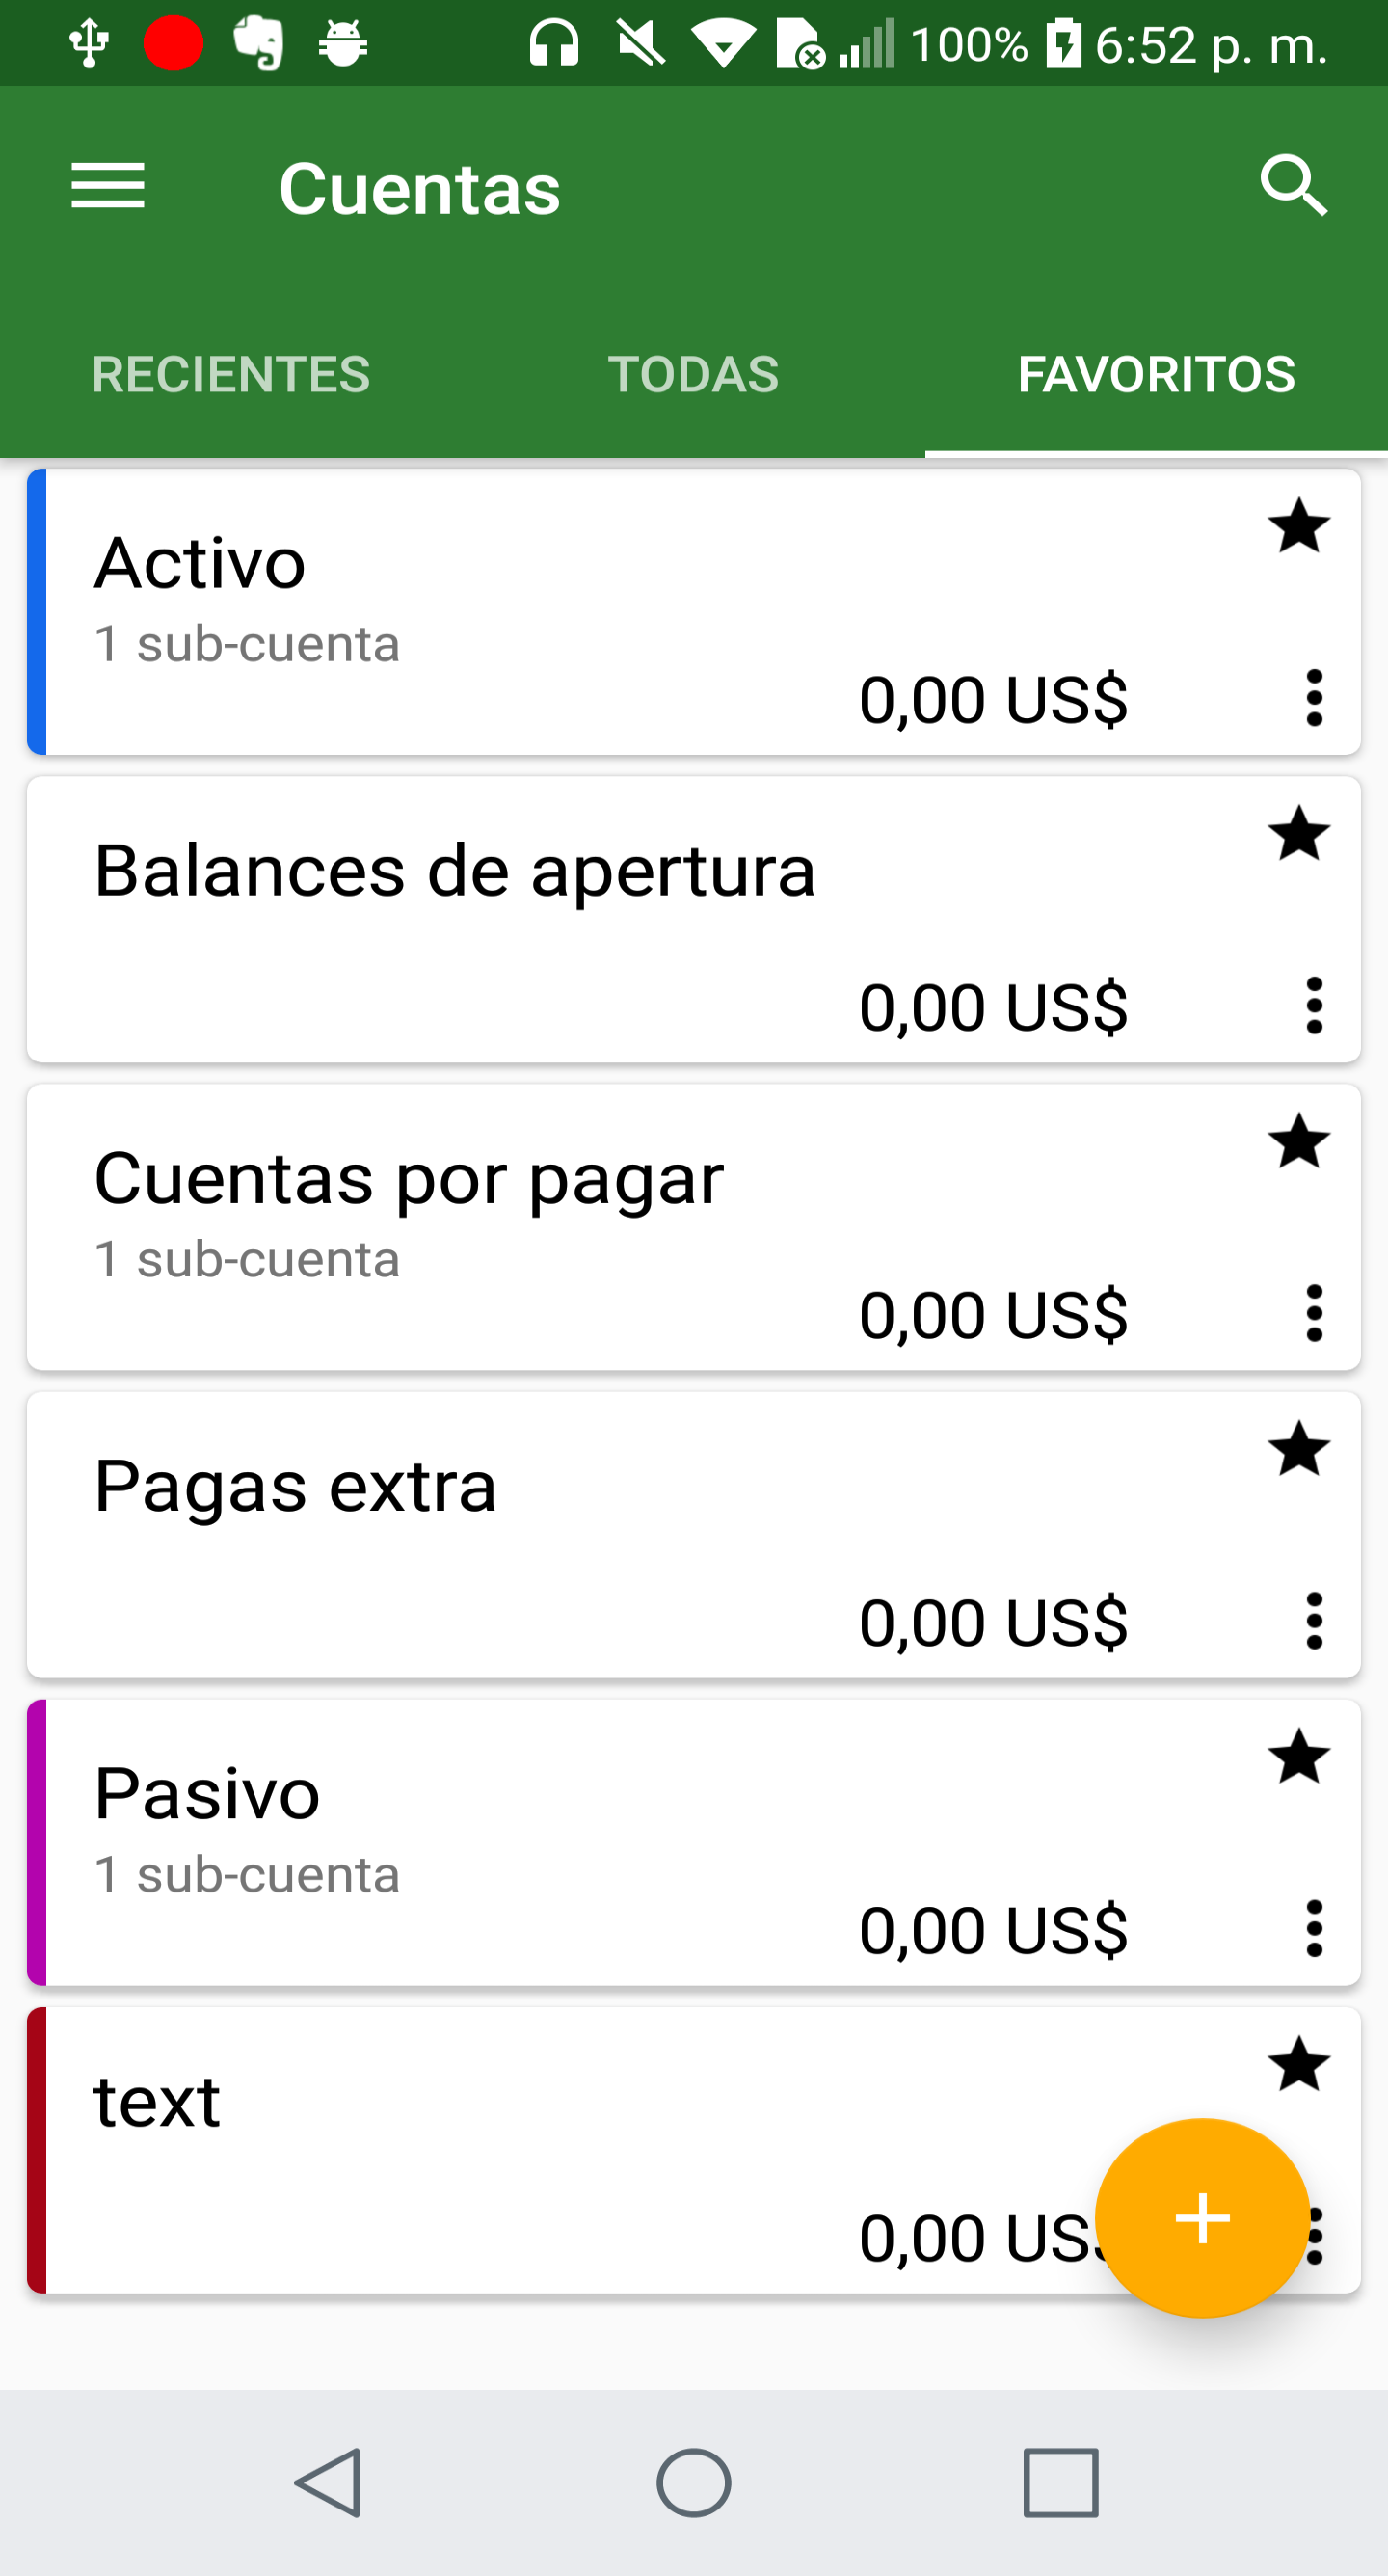 100% 6:52 p. m.
Cuentas
RECIENTES TODAS FAVORITOS
Activo
1 sub-cuenta
0,00 US$
Balances de apertura
0,00 US$
Cuentas por pagar
1 sub-cuenta
0,00 US$
Pagas extra
0,00 US$
Pasivo
1 sub-cuenta
0,00 US$
text
0,00 US$